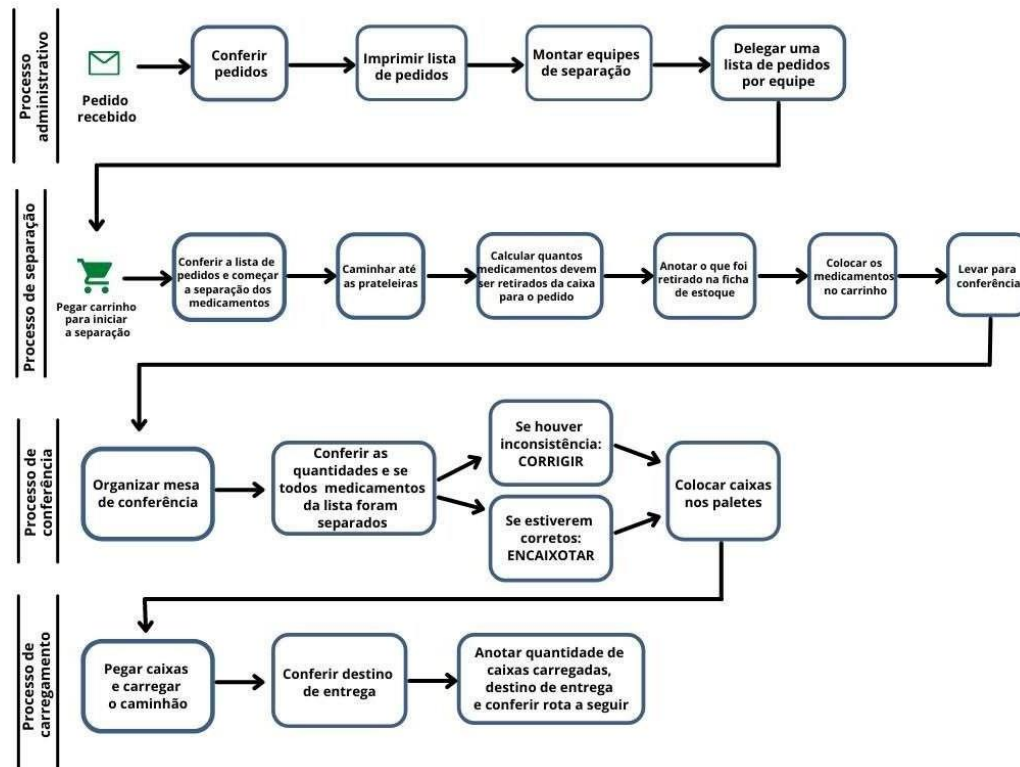 Processo
administrativo
Pedido
recebido
Conferir
pedidos
Imprimir lista
de pedidos
Montar equipes
de separação
Delegar uma
lista de pedidos
por equipe
Processo de separação
Pegar carrinho
para iniciar
a separação
Conferir a lista de
pedidos e começar
a separação dos
medicamentos
Caminhar até
as prateleiras
Calcular quantos
medicamentos devem
ser retirados da caixa
para o pedido
Anotar o que foi
retirado na ficha
de estoque
Colocar os
medicamentos
no carrinho
Levar para
conferência
Processo de
conferência
Organizar mesa
de conferência
Conferir as
quantidades e se
todos medicamentos
da lista foram
separados
Se houver
inconsistência:
CORRIGIR
Se estiverem
corretos:
ENCAIXOTAR
Colocar caixas
nos paletes
Processo de
carregamento
Pegar caixas
e carregar
o caminhão
Conferir destino
de entrega
Anotar quantidade de
caixas carregadas,
destino de entrega
e conferir rota a seguir